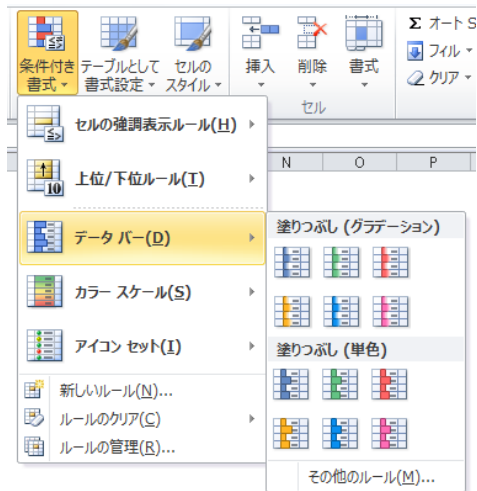 条件付き
書式
テーブルとして
書式設定
セルの
スタイル
挿入
削除
書式
セル
Σ オート S
フィル
クリア
セルの強調表示ルール(H)
上位/下位ルール(T)
データ バー(D)
カラー スケール(S)
アイコン セット(I)
新しいルール(N)...
ルールのクリア(C)
ルールの管理(R)...
N O P
塗りつぶし (グラデーション)
塗りつぶし (単色)
その他のルール(M)...